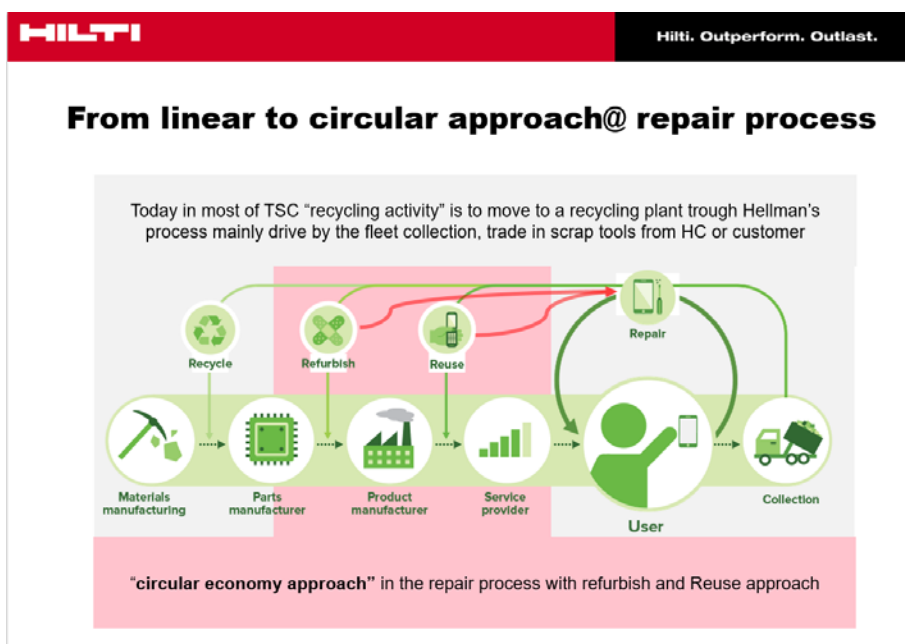 HILTI
Hilti. Outperform. Outlast.
From linear to circular approach@ repair process
Today in most of TSC “recycling activity” is to move to a recycling plant trough Hellman’s
process mainly drive by the fleet collection, trade in scrap tools from HC or customer
Repair
Recycle
Refurbish
Reuse
Materials
manufacturing
Parts
manufacturer
Product
manufacturer
Service
provider
User
Collection
“circular economy approach” in the repair process with refurbish and Reuse approach